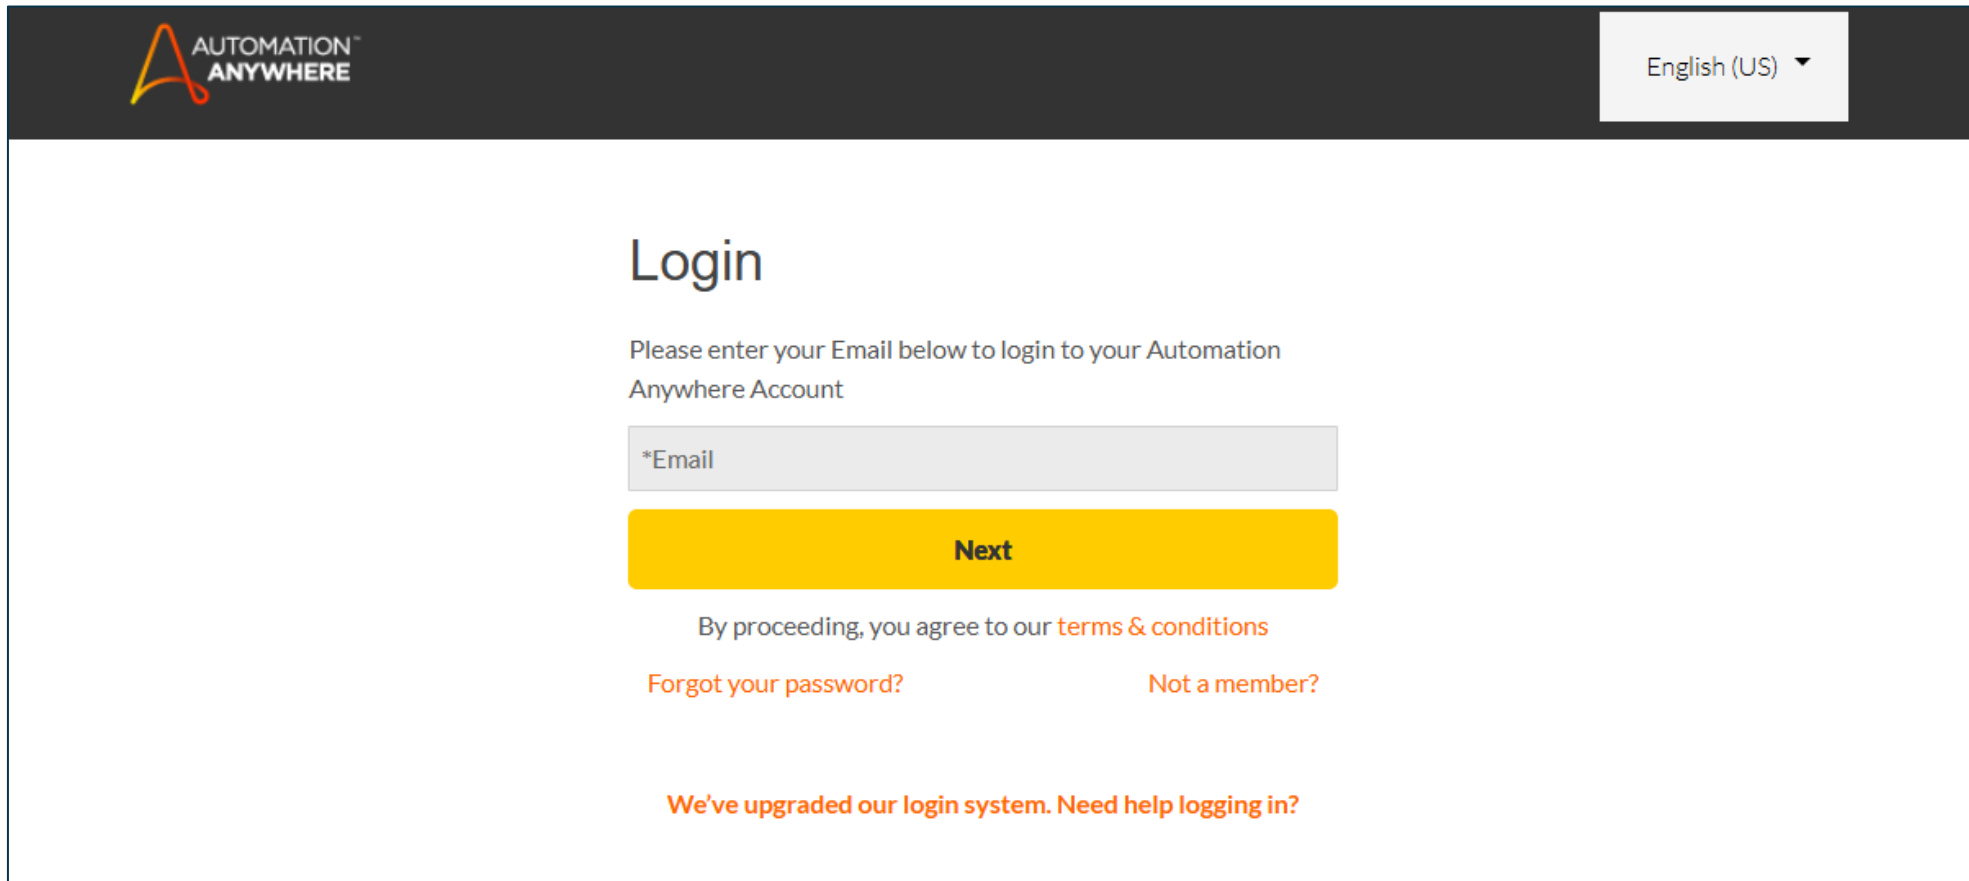 AUTOMATION™
ANYWHERE
English (US)
Login
Please enter your Email below to login to your Automation
Anywhere Account
*Email
Next
By proceeding, you agree to our terms & conditions
Forgot your password? Not a member?
We've upgraded our login system. Need help logging in?